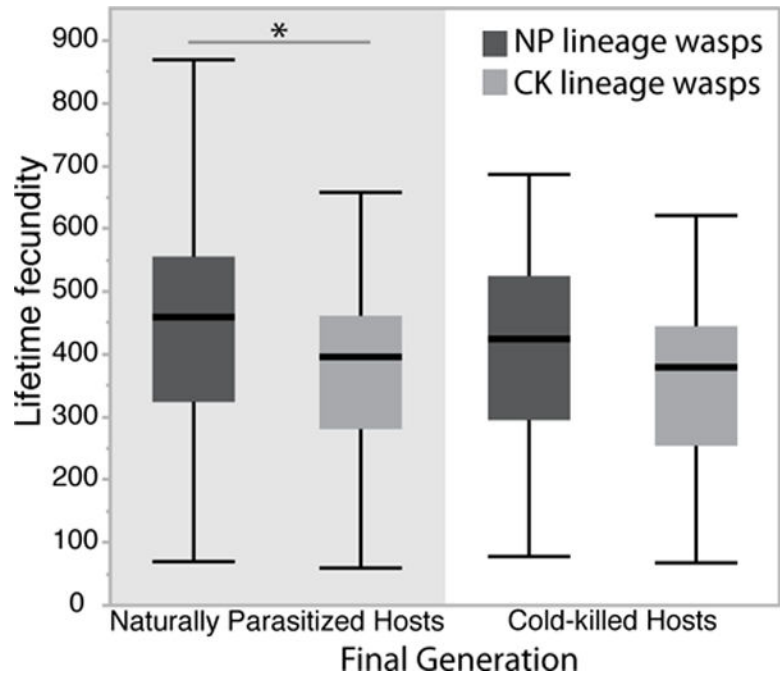 900
800
700
600
500
400
300
200
100
0
Lifetime fecundity
*
NP lineage wasps
CK lineage wasps
Naturally Parasitized Hosts
Cold-killed Hosts
Final Generation